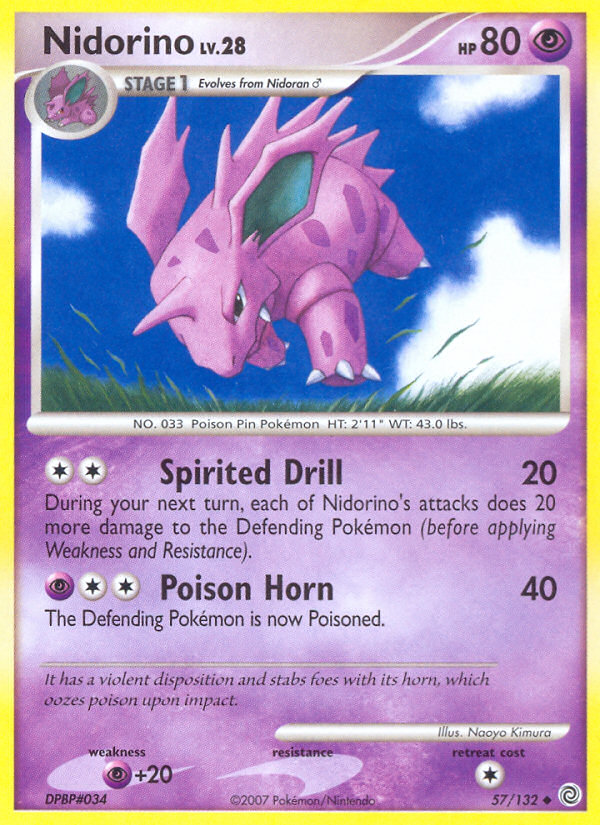 Nidorino LV.28 HP 80
STAGE 1 Evolves from Nidoran♂
NO. 033 Poison Pin Pokémon HT: 2'11" WT: 43.0 lbs.
Spirited Drill 20
During your next turn, each of Nidorino's attacks does 20
more damage to the Defending Pokémon (before applying
Weakness and Resistance).
Poison Horn 40
The Defending Pokémon is now Poisoned.
It has a violent disposition and stabs foes with its horn, which
oozes poison upon impact.
Illus. Naoyo Kimura
weakness resistance retreat cost
+20
DPBP#034 ©2007 Pokémon/Nintendo 57/132